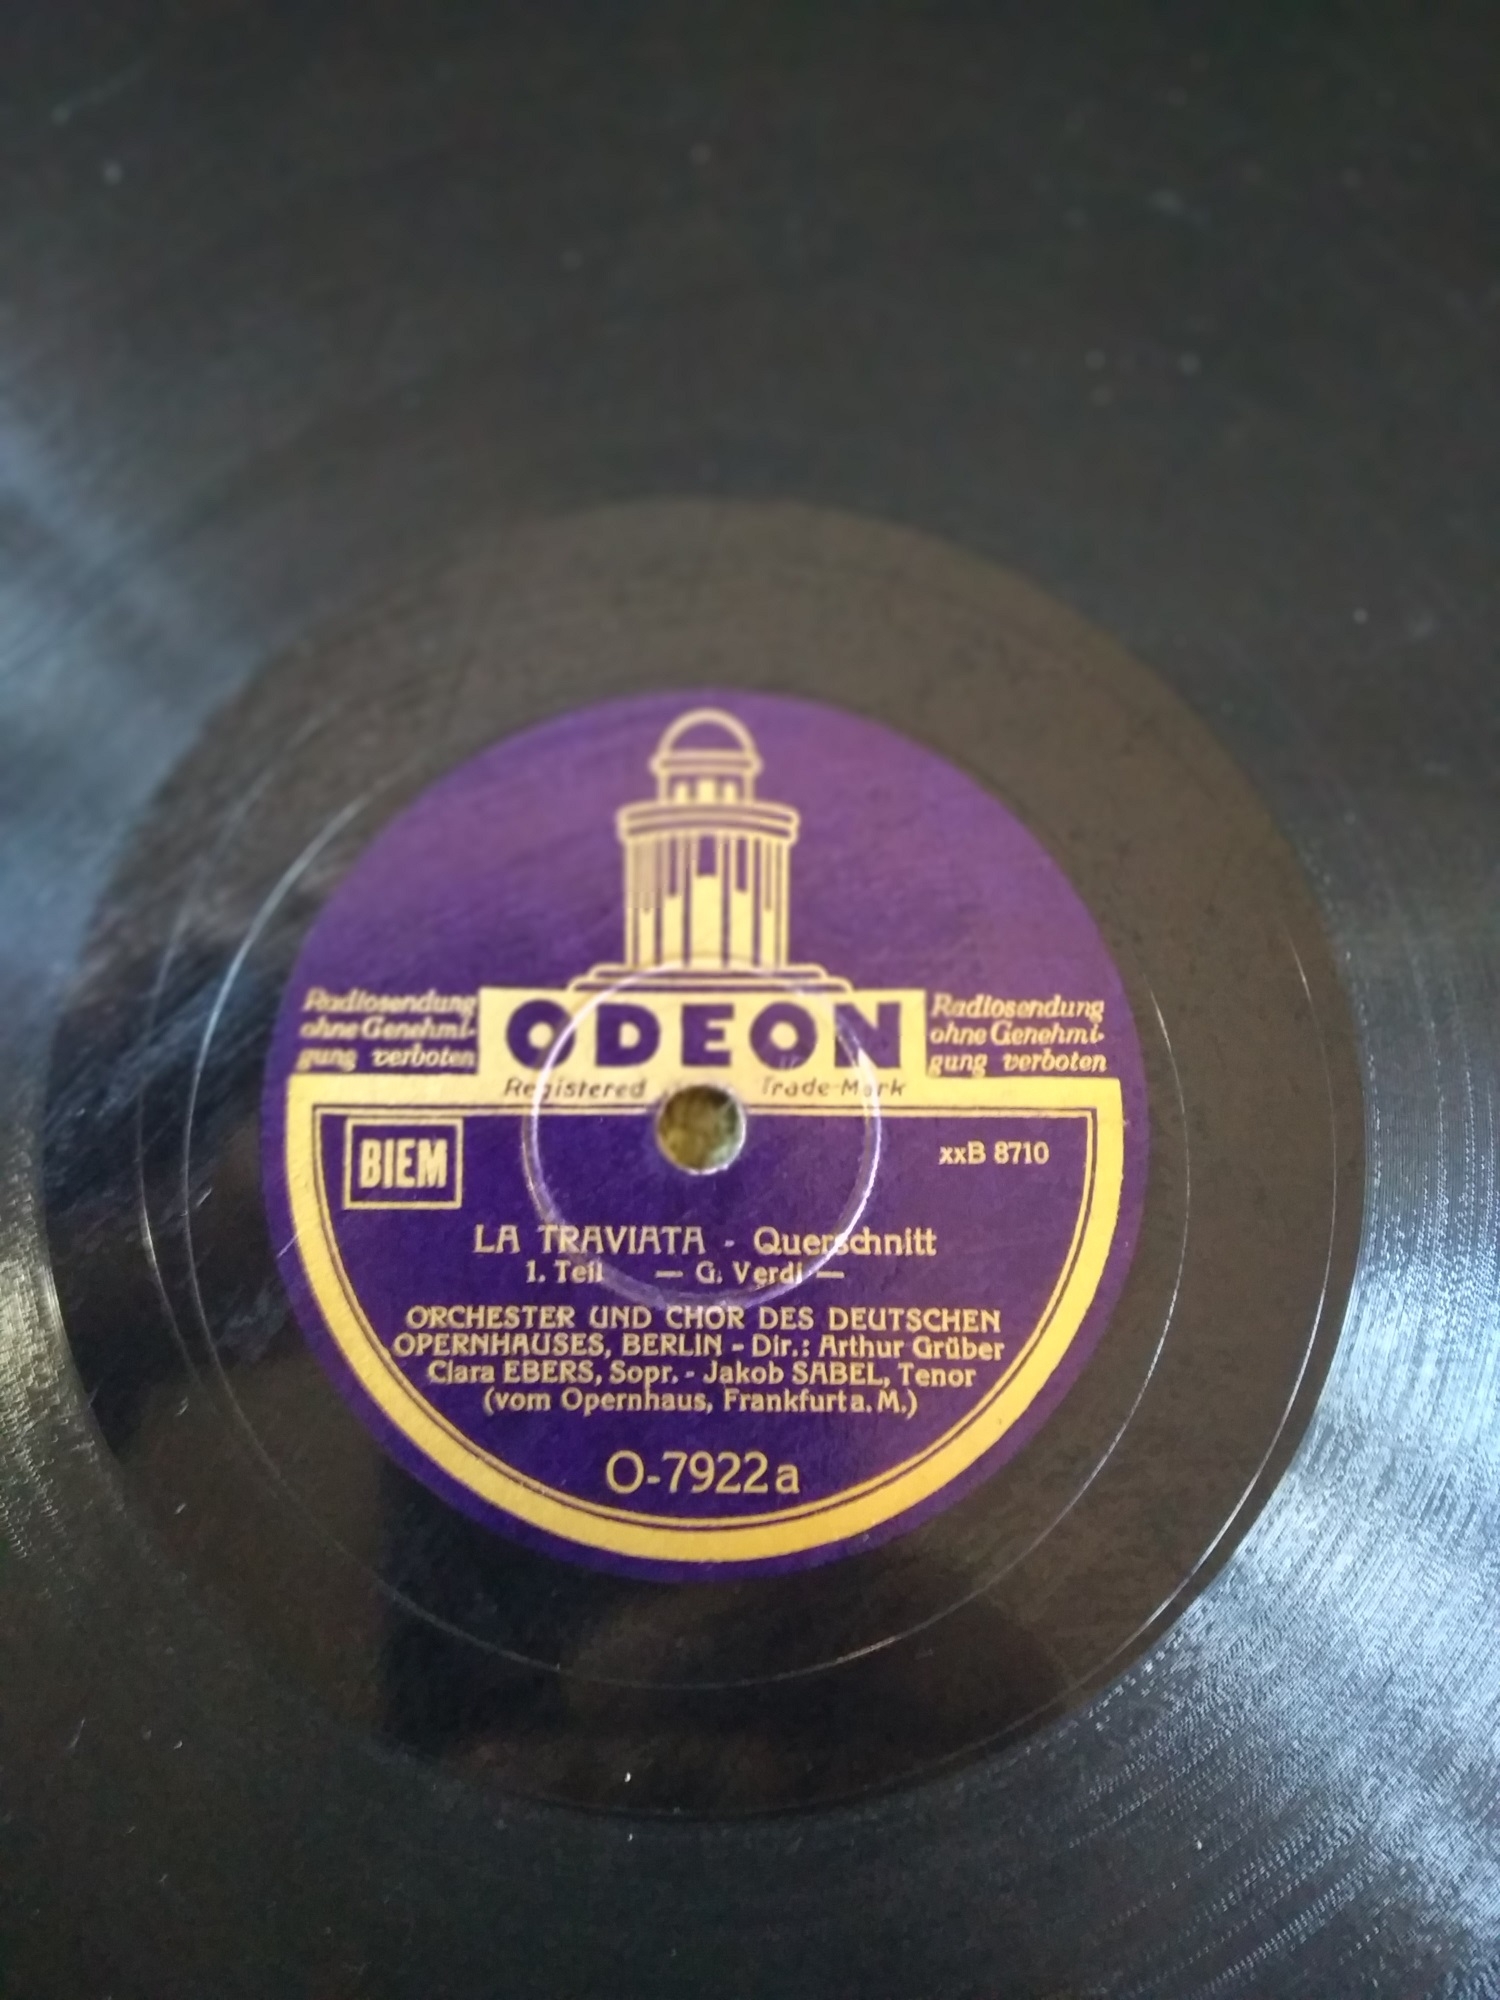 ODEON
Radiosendung
ohne Genehmi-
gung verboten
Radiosendung
ohne Genehmi-
gung verboten
Registered Trade-Mark
BIEM
xxB 8710
LA TRAVIATA - Querschnitt
1. Teil — G. Verdi —
ORCHESTER UND CHOR DES DEUTSCHEN
OPERNHAUSES, BERLIN - Dir.: Arthur Grüber
Clara EBERS, Sopr. - Jakob SABEL, Tenor
(vom Opernhaus, Frankfurt a. M.)
O-7922a